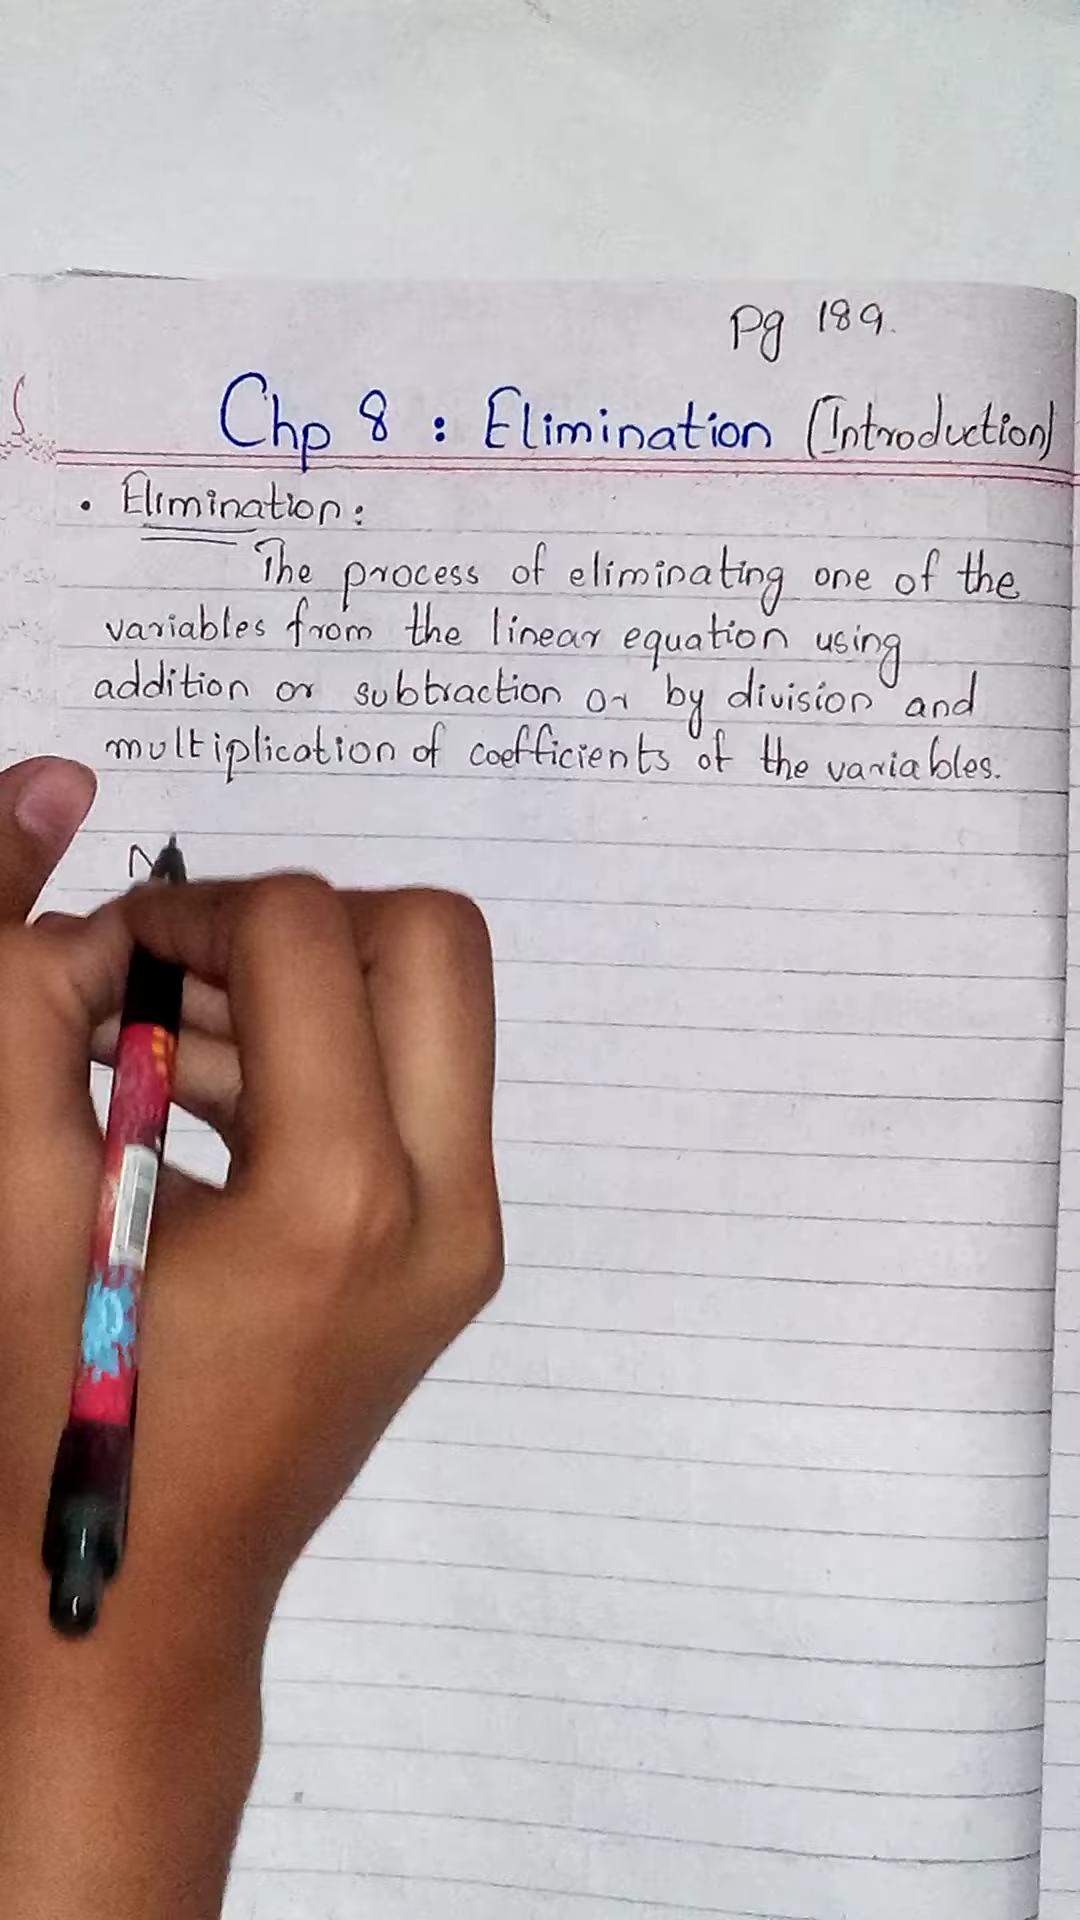 Pg 189.
Chp 8 : Elimination (Introduction)
• Elimination:
The process of eliminating one of the
variables from the linear equation using
addition or subtraction or by division and
multiplication of coefficients of the variables.